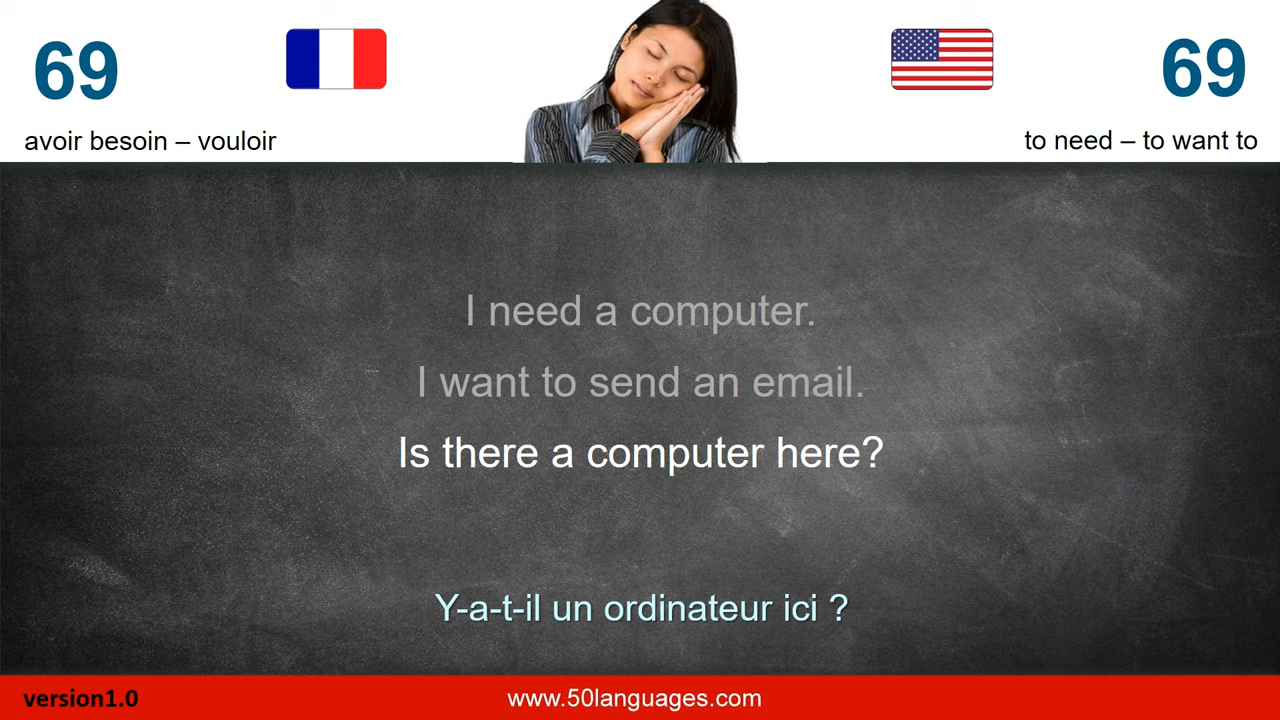 69
69
avoir besoin – vouloir
to need – to want to
I need a computer.
I want to send an email.
Is there a computer here?
Y-a-t-il un ordinateur ici ?
version1.0
www.50languages.com